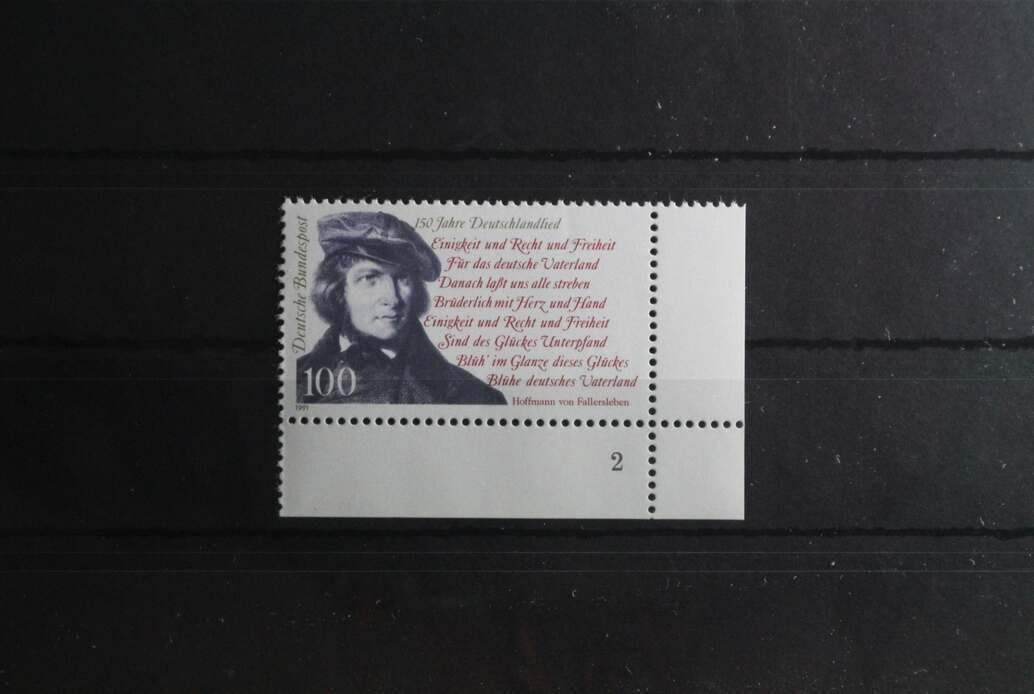 Deutsche Bundespost
150 Jahre Deutschlandlied
Einigkeit und Recht und Freiheit
Für das deutsche Vaterland
Danach laßt uns alle streben
Brüderlich mit Herz und Hand
Einigkeit und Recht und Freiheit
Sind des Glückes Unterpfand
Blüh' im Glanze dieses Glückes
Blühe deutsches Vaterland
Hoffmann von Fallersleben
100
1991
2